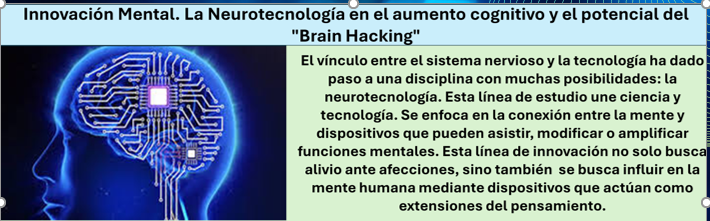 Innovación Mental. La Neurotecnología en el aumento cognitivo y el potencial del
"Brain Hacking"
El vínculo entre el sistema nervioso y la tecnología ha dado
paso a una disciplina con muchas posibilidades: la
neurotecnología. Esta línea de estudio une ciencia y
tecnología. Se enfoca en la conexión entre la mente y
dispositivos que pueden asistir, modificar o amplificar
funciones mentales. Esta línea de innovación no solo busca
alivio ante afecciones, sino también se busca influir en la
mente humana mediante dispositivos que actúan como
extensiones del pensamiento.